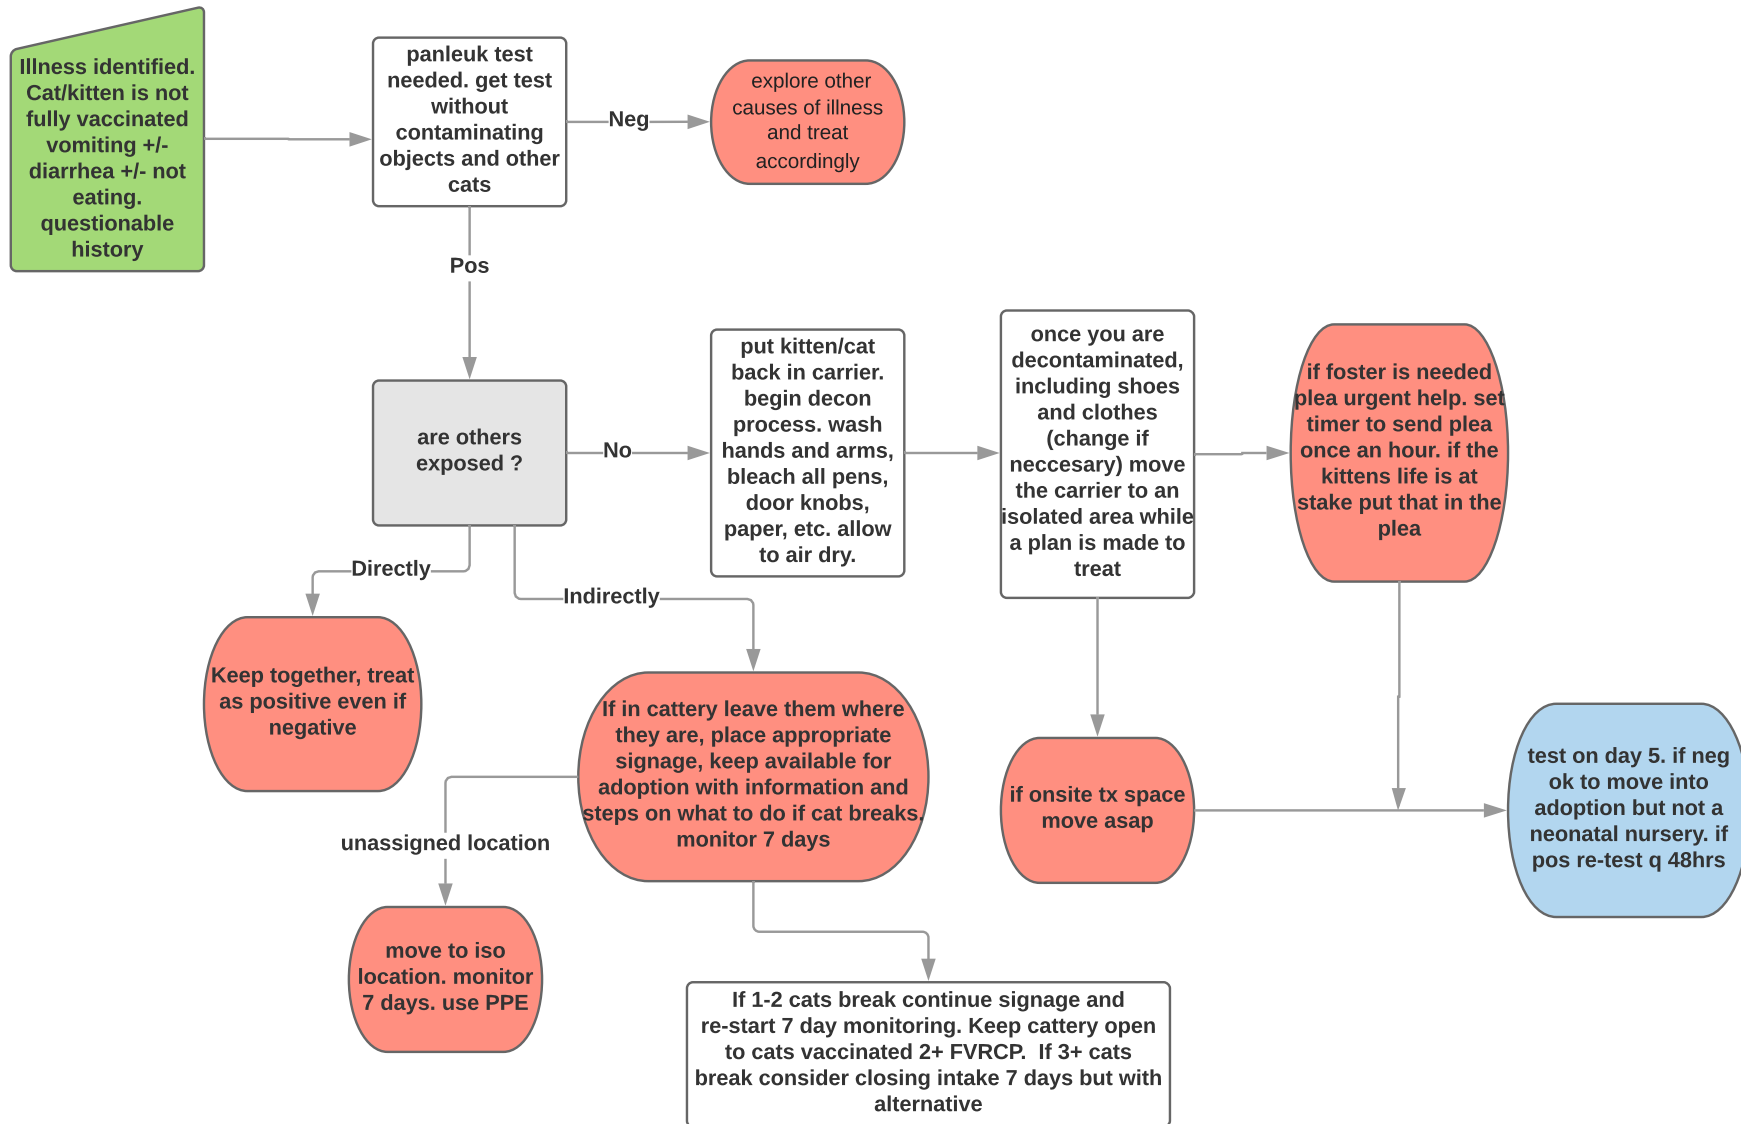 Illness identified.
Cat/kitten is not
fully vaccinated
vomiting +/-
diarrhea +/- not
eating.
questionable
history
panleuk test
needed. get test
without
contaminating
objects and other
cats
Neg
explore other
causes of illness
and treat
accordingly
Pos
are others
exposed ?
No
put kitten/cat
back in carrier.
begin decon
process. wash
hands and arms,
bleach all pens,
door knobs,
paper, etc. allow
to air dry.
once you are
decontaminated,
including shoes
and clothes
(change if
neccesary) move
the carrier to an
isolated area while
a plan is made to
treat
if foster is needed
plea urgent help. set
timer to send plea
once an hour. if the
kittens life is at
stake put that in the
plea
Directly
Indirectly
Keep together, treat
as positive even if
negative
If in cattery leave them where
they are, place appropriate
signage, keep available for
adoption with information and
steps on what to do if cat breaks.
monitor 7 days
if onsite tx space
move asap
test on day 5. if neg
ok to move into
adoption but not a
neonatal nursery. if
pos re-test q 48hrs
unassigned location
move to iso
location. monitor
7 days. use PPE
If 1-2 cats break continue signage and
re-start 7 day monitoring. Keep cattery open
to cats vaccinated 2+ FVRCP.  If 3+ cats
break consider closing intake 7 days but with
alternative